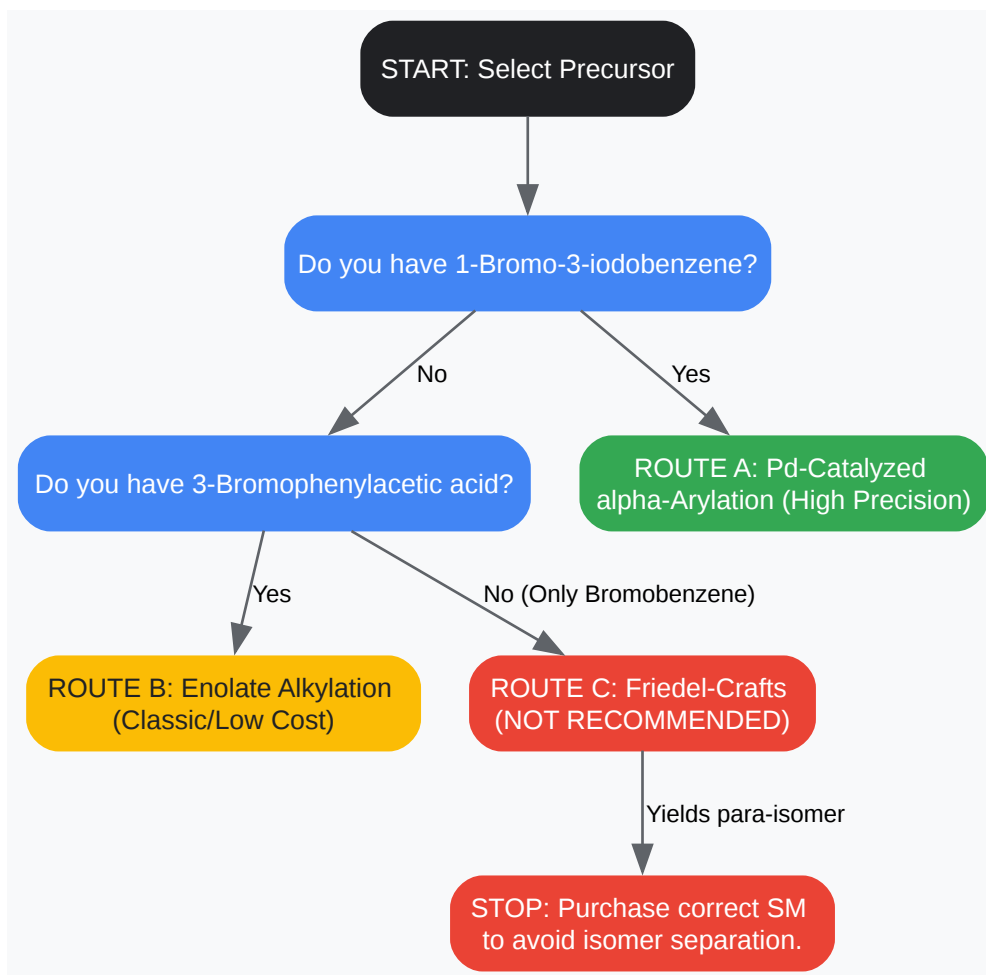 START: Select Precursor
Do you have 1-Bromo-3-iodobenzene?
No
Yes
Do you have 3-Bromophenylacetic acid?
ROUTE A: Pd-Catalyzed
alpha-Arylation (High Precision)
Yes
No (Only Bromobenzene)
ROUTE B: Enolate Alkylation
(Classic/Low Cost)
ROUTE C: Friedel-Crafts
(NOT RECOMMENDED)
Yields para-isomer
STOP: Purchase correct SM
to avoid isomer separation.